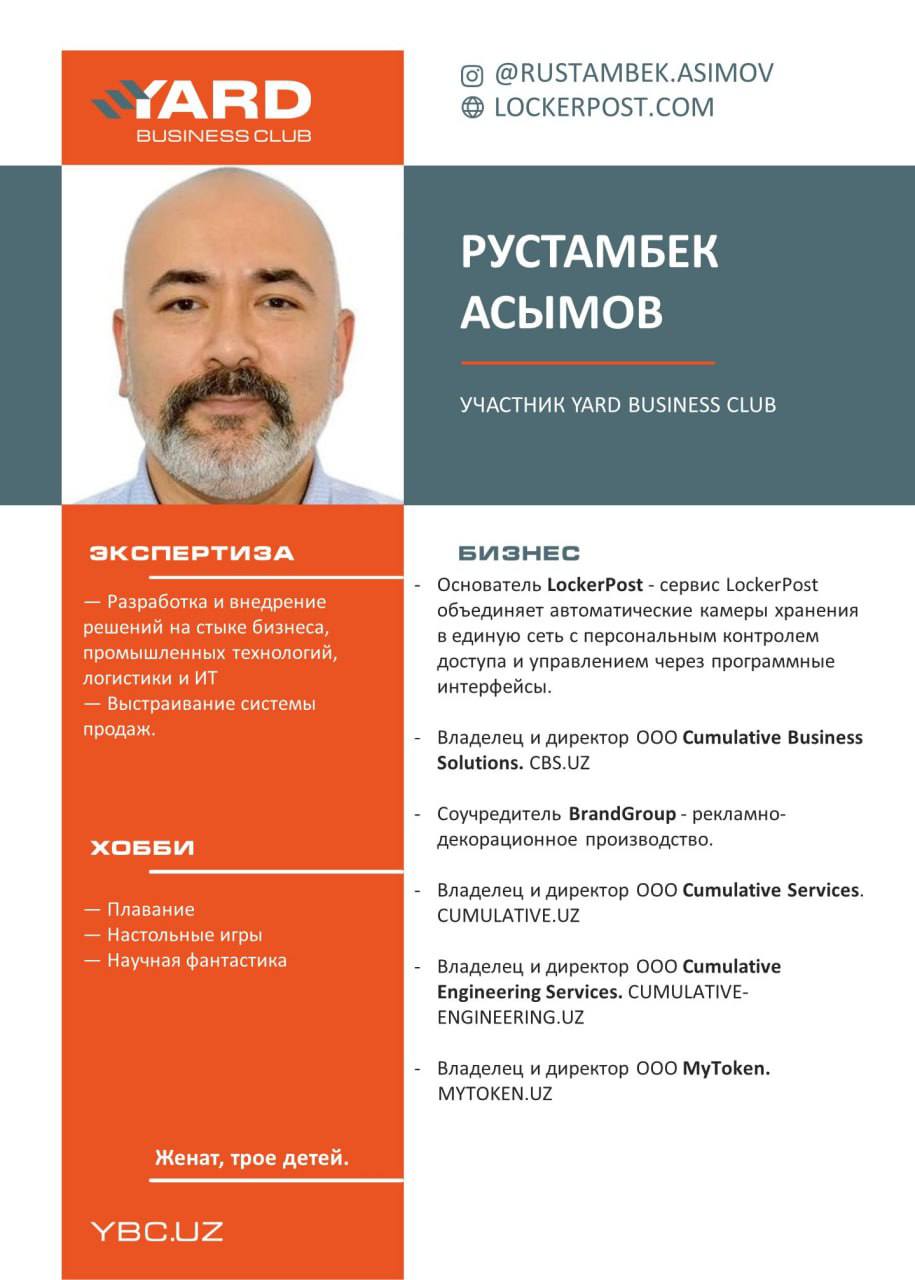 YARD
BUSINESS CLUB
@RUSTAMBEK.ASIMOV
LOCKERPOST.COM
РУСТАМБЕК
АСЫМОВ
УЧАСТНИК YARD BUSINESS CLUB
ЭКСПЕРТИЗА
— Разработка и внедрение
решений на стыке бизнеса,
промышленных технологий,
логистики и ИТ
— Выстраивание системы
продаж.
ХОББИ
— Плавание
— Настольные игры
— Научная фантастика
Женат, трое детей.
YBC.UZ
БИЗНЕС
- Основатель LockerPost - сервис LockerPost
объединяет автоматические камеры хранения
в единую сеть с персональным контролем
доступа и управлением через программные
интерфейсы.
- Владелец и директор ООО Cumulative Business
Solutions. CBS.UZ
- Соучредитель BrandGroup - рекламно-
декорационное производство.
- Владелец и директор ООО Cumulative Services.
CUMULATIVE.UZ
- Владелец и директор ООО Cumulative
Engineering Services. CUMULATIVE-
ENGINEERING.UZ
- Владелец и директор ООО MyToken.
MYTOKEN.UZ